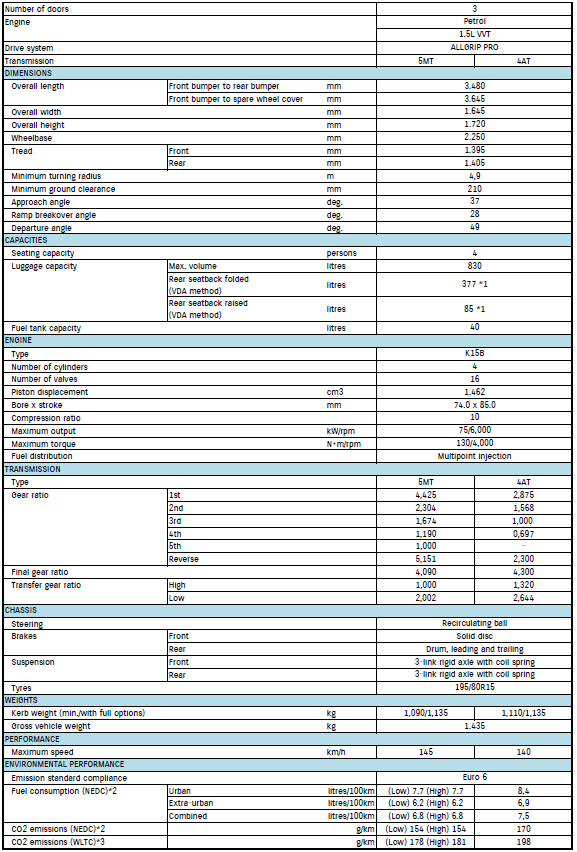 Number of doors 3
Engine Petrol
1.5L VVT
Drive system ALLGRIP PRO
Transmission 5MT 4AT
DIMENSIONS
Overall length Front bumper to rear bumper mm 3.480
Front bumper to spare wheel cover mm 3.645
Overall width mm 1.645
Overall height mm 1.720
Wheelbase mm 2.250
Tread Front mm 1.395
Rear mm 1.405
Minimum turning radius m 4,9
Minimum ground clearance mm 210
Approach angle deg. 37
Ramp breakover angle deg. 28
Departure angle deg. 49
CAPACITIES
Seating capacity persons 4
Luggage capacity Max. volume litres 830
Rear seatback folded
(VDA method) litres 377 *1
Rear seatback raised
(VDA method) litres 85 *1
Fuel tank capacity litres 40
ENGINE
Type K15B
Number of cylinders 4
Number of valves 16
Piston displacement cm3 1.462
Bore x stroke mm 74.0 x 85.0
Compression ratio 10
Maximum output kW/rpm 75/6,000
Maximum torque N·m/rpm 130/4,000
Fuel distribution Multipoint injection
TRANSMISSION
Type 5MT 4AT
Gear ratio 1st 4,425 2,875
2nd 2,304 1,568
3rd 1,674 1,000
4th 1,190 0,697
5th 1,000 -
Reverse 5,151 2,300
Final gear ratio 4,090 4,300
Transfer gear ratio High 1,000 1,320
Low 2,002 2,644
CHASSIS
Steering Recirculating ball
Brakes Front Solid disc
Rear Drum, leading and trailing
Suspension Front 3-link rigid axle with coil spring
Rear 3-link rigid axle with coil spring
Tyres 195/80R15
WEIGHTS
Kerb weight (min./with full options) kg 1,090/1,135 1,110/1,135
Gross vehicle weight kg 1.435
PERFORMANCE
Maximum speed km/h 145 140
ENVIRONMENTAL PERFORMANCE
Emission standard compliance Euro 6
Fuel consumption (NEDC)*2 Urban litres/100km (Low) 7.7 (High) 7.7 8,4
Extra-urban litres/100km (Low) 6.2 (High) 6.2 6,9
Combined litres/100km (Low) 6.8 (High) 6.8 7,5
CO2 emissions (NEDC)*2 g/km (Low) 154 (High) 154 170
CO2 emissions (WLTC)*3 g/km (Low) 178 (High) 181 198